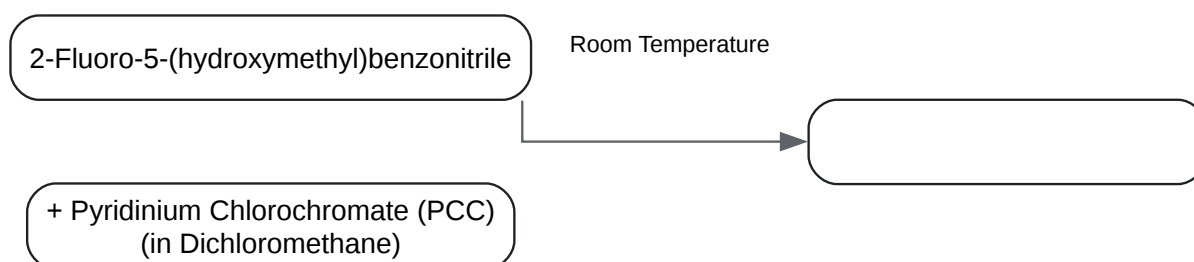 2-Fluoro-5-(hydroxymethyl)benzonitrile
Room Temperature
+ Pyridinium Chlorochromate (PCC)
(in Dichloromethane)